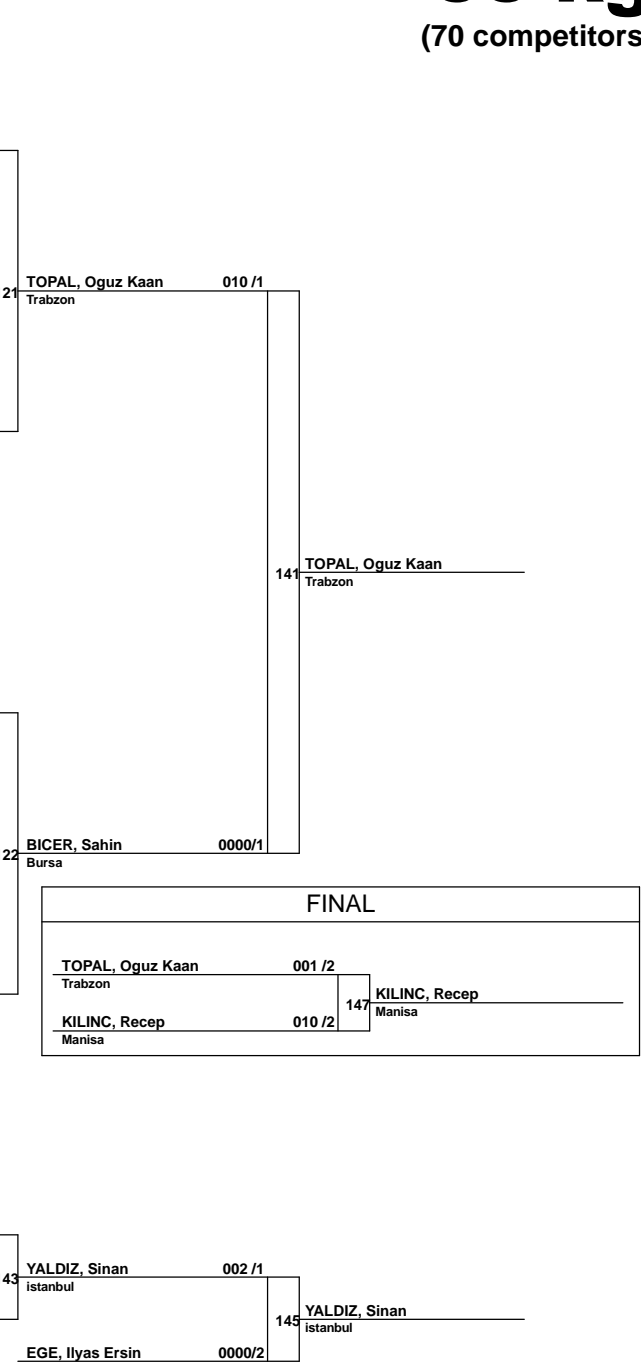 (70 competitors
21
TOPAL, Oguz Kaan 010 /1
Trabzon
141
TOPAL, Oguz Kaan
Trabzon
22
BICER, Sahin 0000/1
Bursa
FINAL
TOPAL, Oguz Kaan 001 /2
Trabzon
147
KILINC, Recep
Manisa
KILINC, Recep 010 /2
Manisa
43
YALDIZ, Sinan 002 /1
istanbul
145
YALDIZ, Sinan
istanbul
EGE, Ilyas Ersin 0000/2